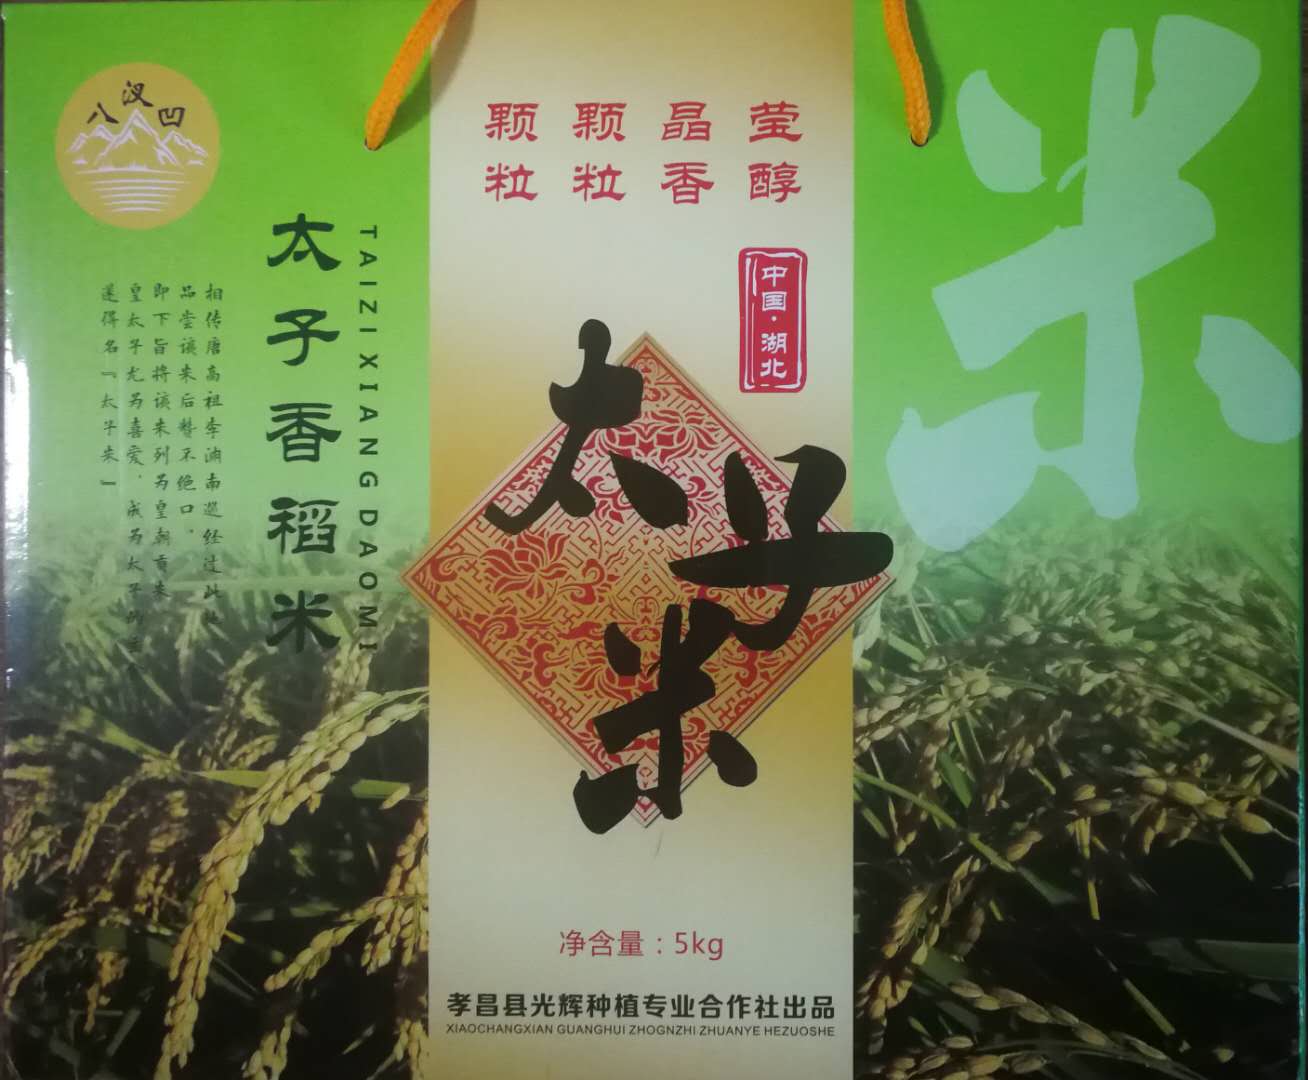 八汊凹
太子香稻米
TAIZI XIANG DAOMI
相传唐高祖李渊南巡经过此地
品尝该米后赞不绝口，
即下旨将该米列为皇朝贡米
皇太子尤为喜爱，成为太子的
遂得名『太子米』
颗粒 颗粒 晶香 莹醇
中国·湖北
太子米
米
净含量：5kg
孝昌县光辉种植专业合作社出品
XIAOCHANGXIAN GUANGHUI ZHOGNZHI ZHUANYE HEZUOSHE